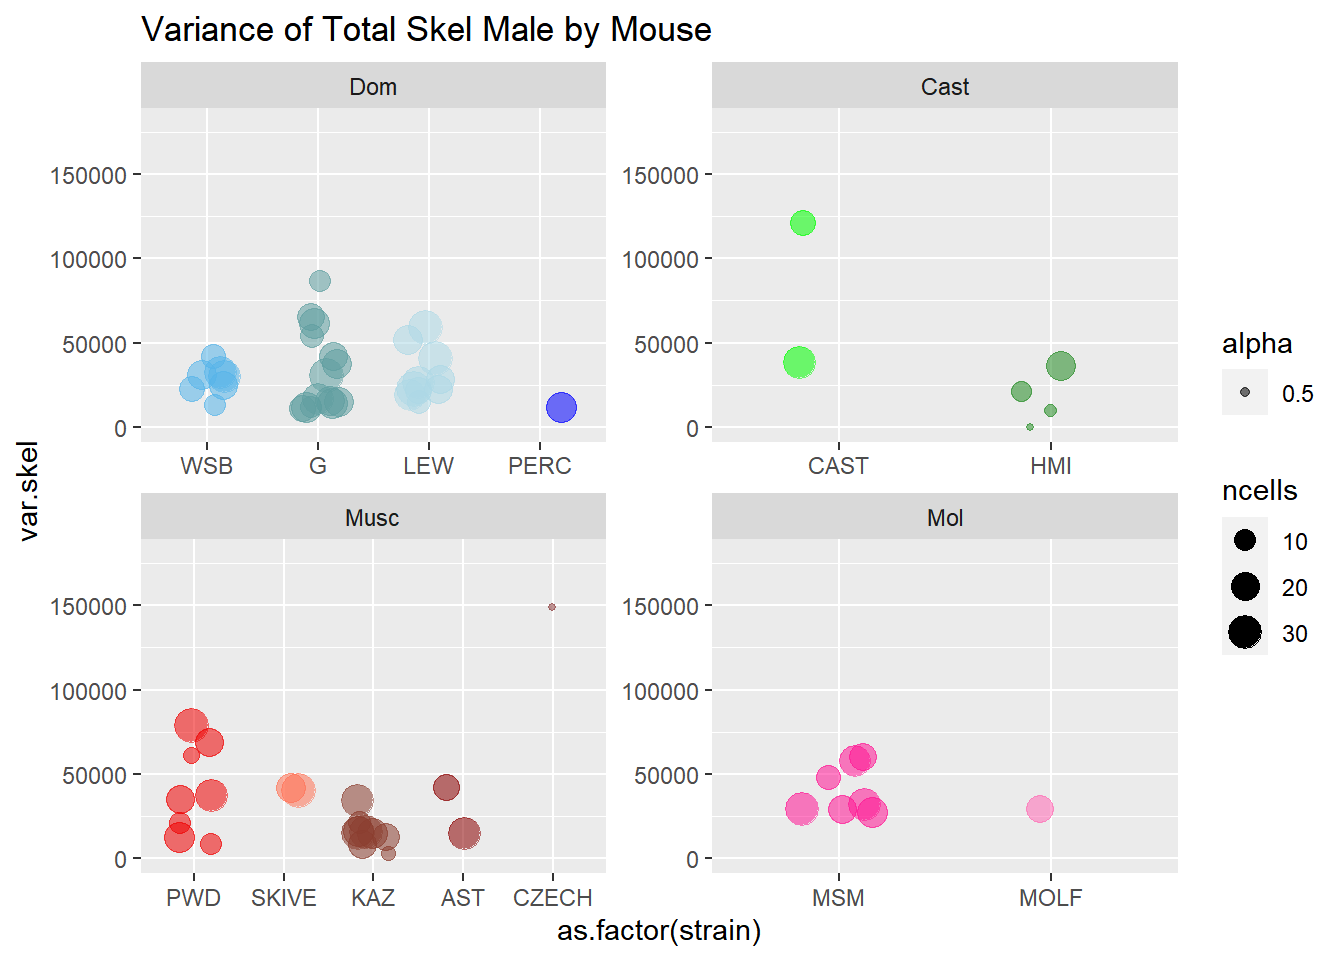 Variance of Total Skel Male by Mouse
Dom
Cast
150000
100000
50000
0
150000
100000
50000
0
WSB G LEW PERC
CAST HMI
var.skel
Musc
Mol
150000
100000
50000
0
150000
100000
50000
0
PWD SKIVE KAZ AST CZECH
MSM MOLF
as.factor(strain)
alpha
0.5
ncells
10
20
30